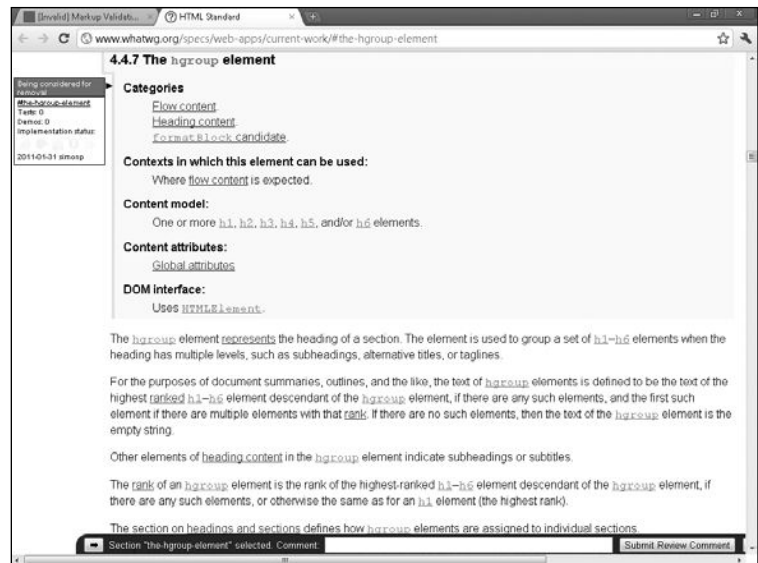 [Invalid] Markup Validati...
HTML Standard
www.whatwg.org/specs/web-apps/current-work/#the-hgroup-element
4.4.7 The hgroup element
Being considered for
removal
#the-hgroup-element
Tests: 0
Demos: 0
Implementation status:
2011-01-31 simonp
Categories
Flow content.
Heading content.
formatBlock candidate.
Contexts in which this element can be used:
Where flow content is expected.
Content model:
One or more h1, h2, h3, h4, h5, and/or h6 elements.
Content attributes:
Global attributes
DOM interface:
Uses HTMLElement.
The hgroup element represents the heading of a section. The element is used to group a set of h1–h6 elements when the
heading has multiple levels, such as subheadings, alternative titles, or taglines.
For the purposes of document summaries, outlines, and the like, the text of hgroup elements is defined to be the text of the
highest ranked h1–h6 element descendant of the hgroup element, if there are any such elements, and the first such
element if there are multiple elements with that rank. If there are no such elements, then the text of the hgroup element is the
empty string.
Other elements of heading content in the hgroup element indicate subheadings or subtitles.
The rank of an hgroup element is the rank of the highest-ranked h1–h6 element descendant of the hgroup element, if
there are any such elements, or otherwise the same as for an h1 element (the highest rank).
The section on headings and sections defines how hgroup elements are assigned to individual sections.
Section "the-hgroup-element" selected. Comment:
Submit Review Comment